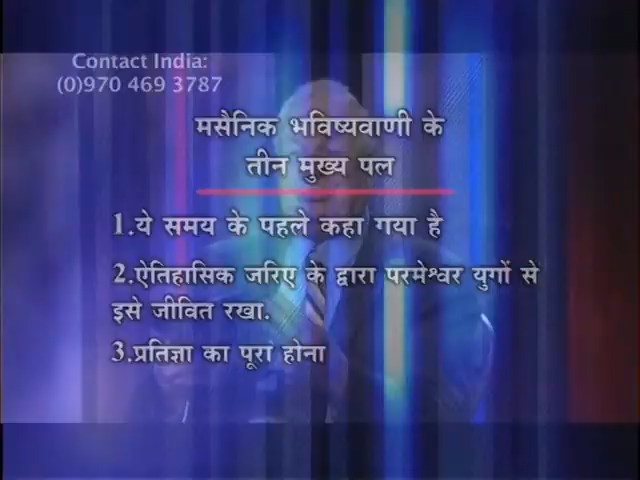 Contact India:
(0)970 469 3787
मसैनिक भविष्यवाणी के
तीन मुख्य पल
1.ये समय के पहले कहा गया है
2.ऐतिहासिक जरिए के द्वारा परमेश्वर युगों से
इसे जीवित रखा.
3.प्रतिज्ञा का पूरा होना